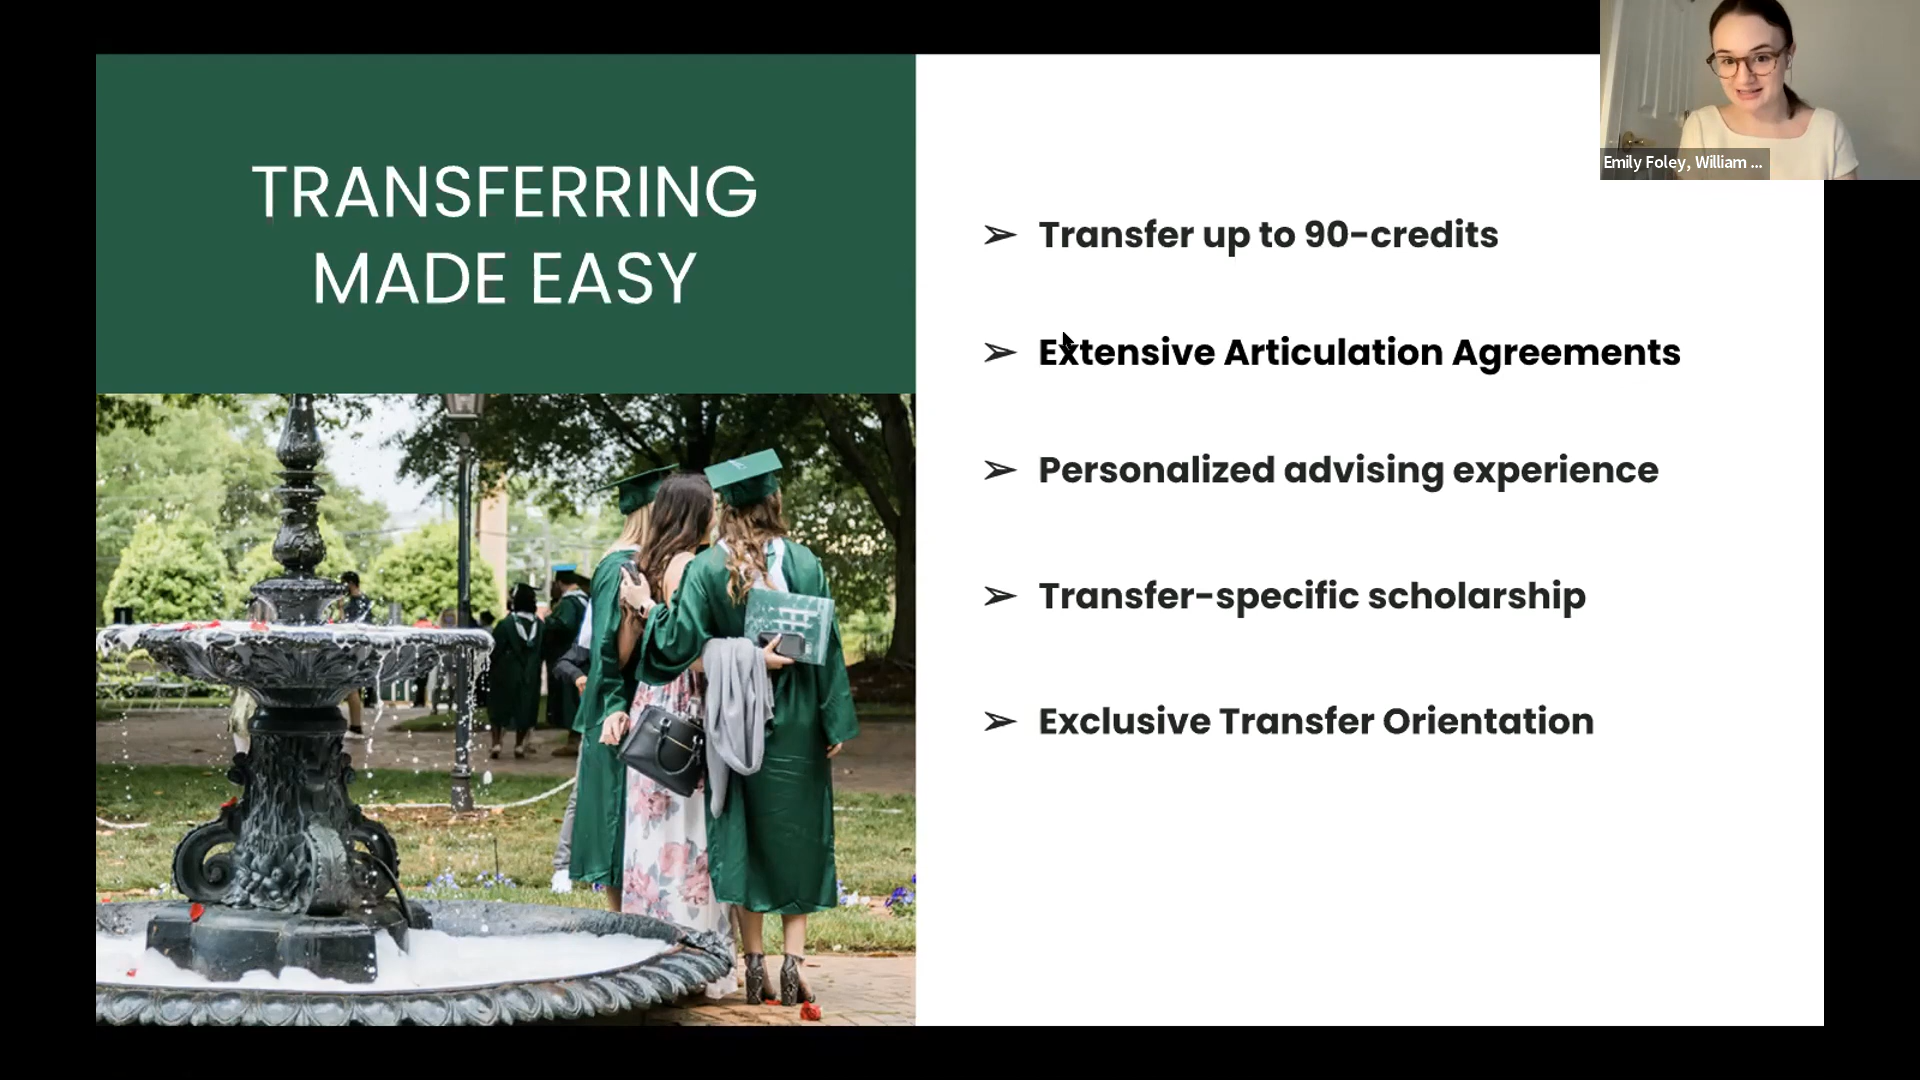 TRANSFERRING
MADE EASY
➢ Transfer up to 90-credits
➢ Extensive Articulation Agreements
➢ Personalized advising experience
➢ Transfer-specific scholarship
➢ Exclusive Transfer Orientation
Emily Foley, William ...